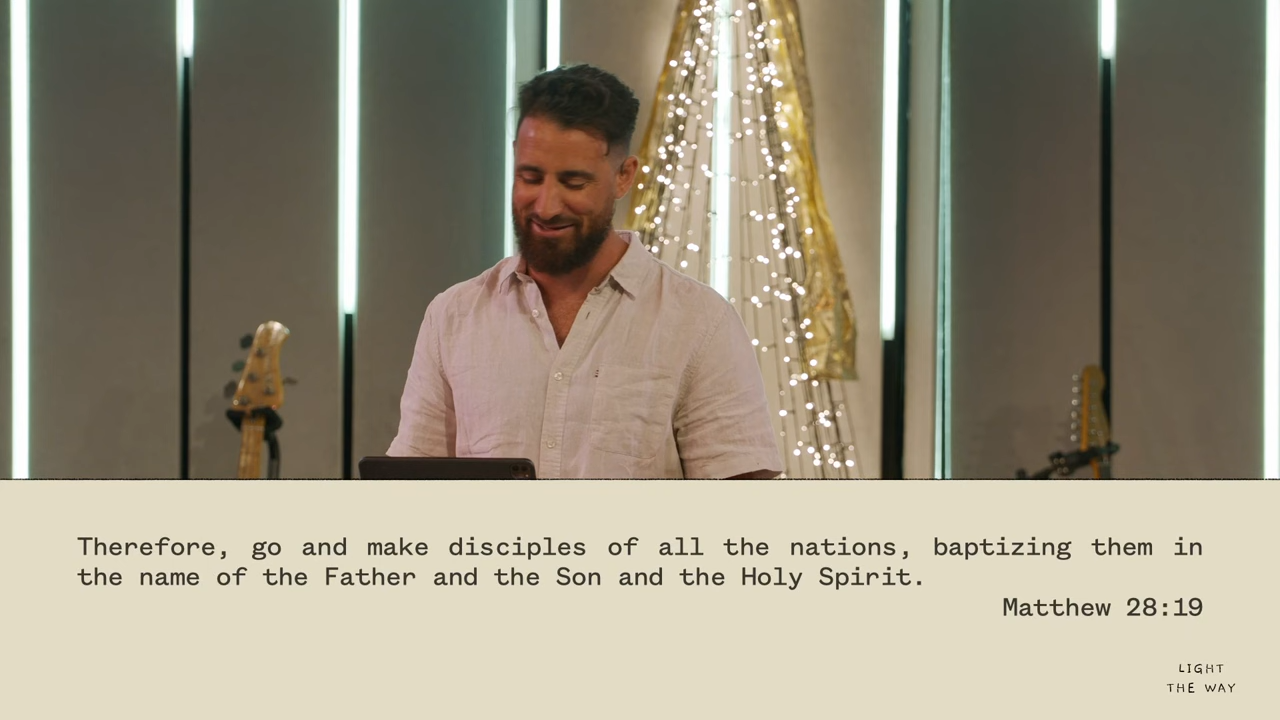 Therefore, go and make disciples of all the nations, baptizing them in
the name of the Father and the Son and the Holy Spirit.
Matthew 28:19
LIGHT
THE WAY